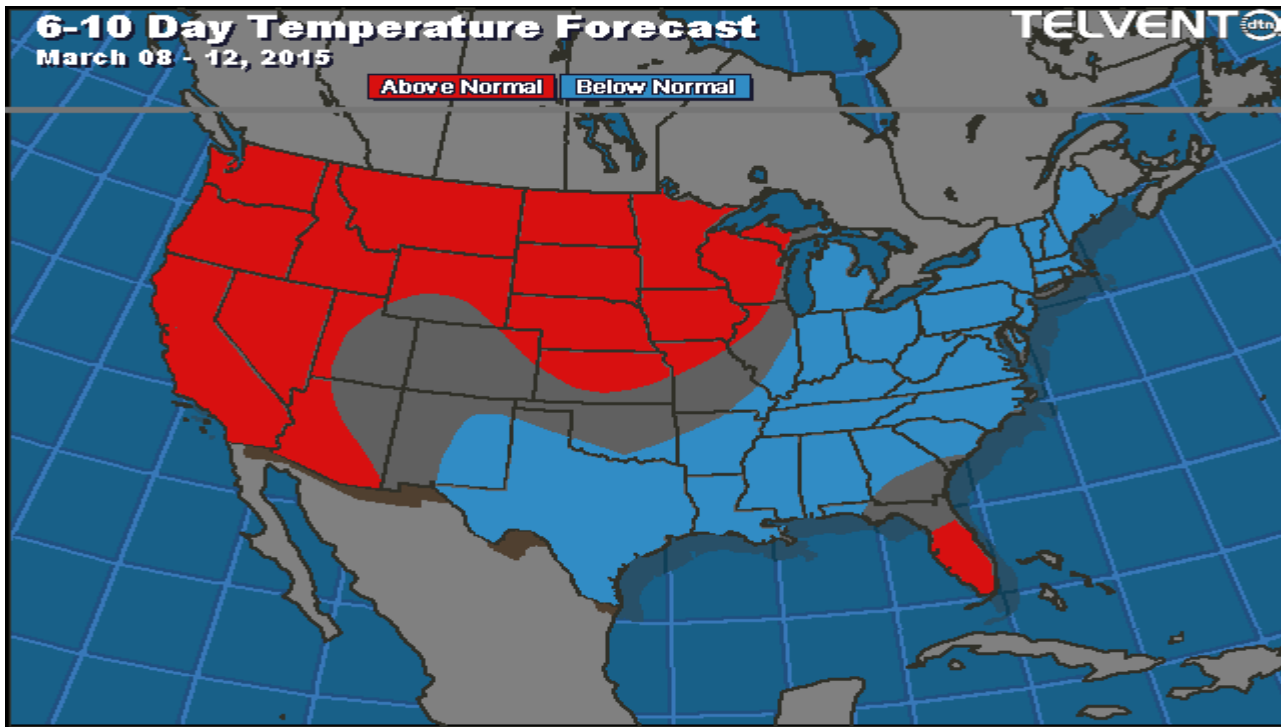 6-10 Day Temperature Forecast
March 08 - 12, 2015
TELVENT dtn
Above Normal
Below Normal